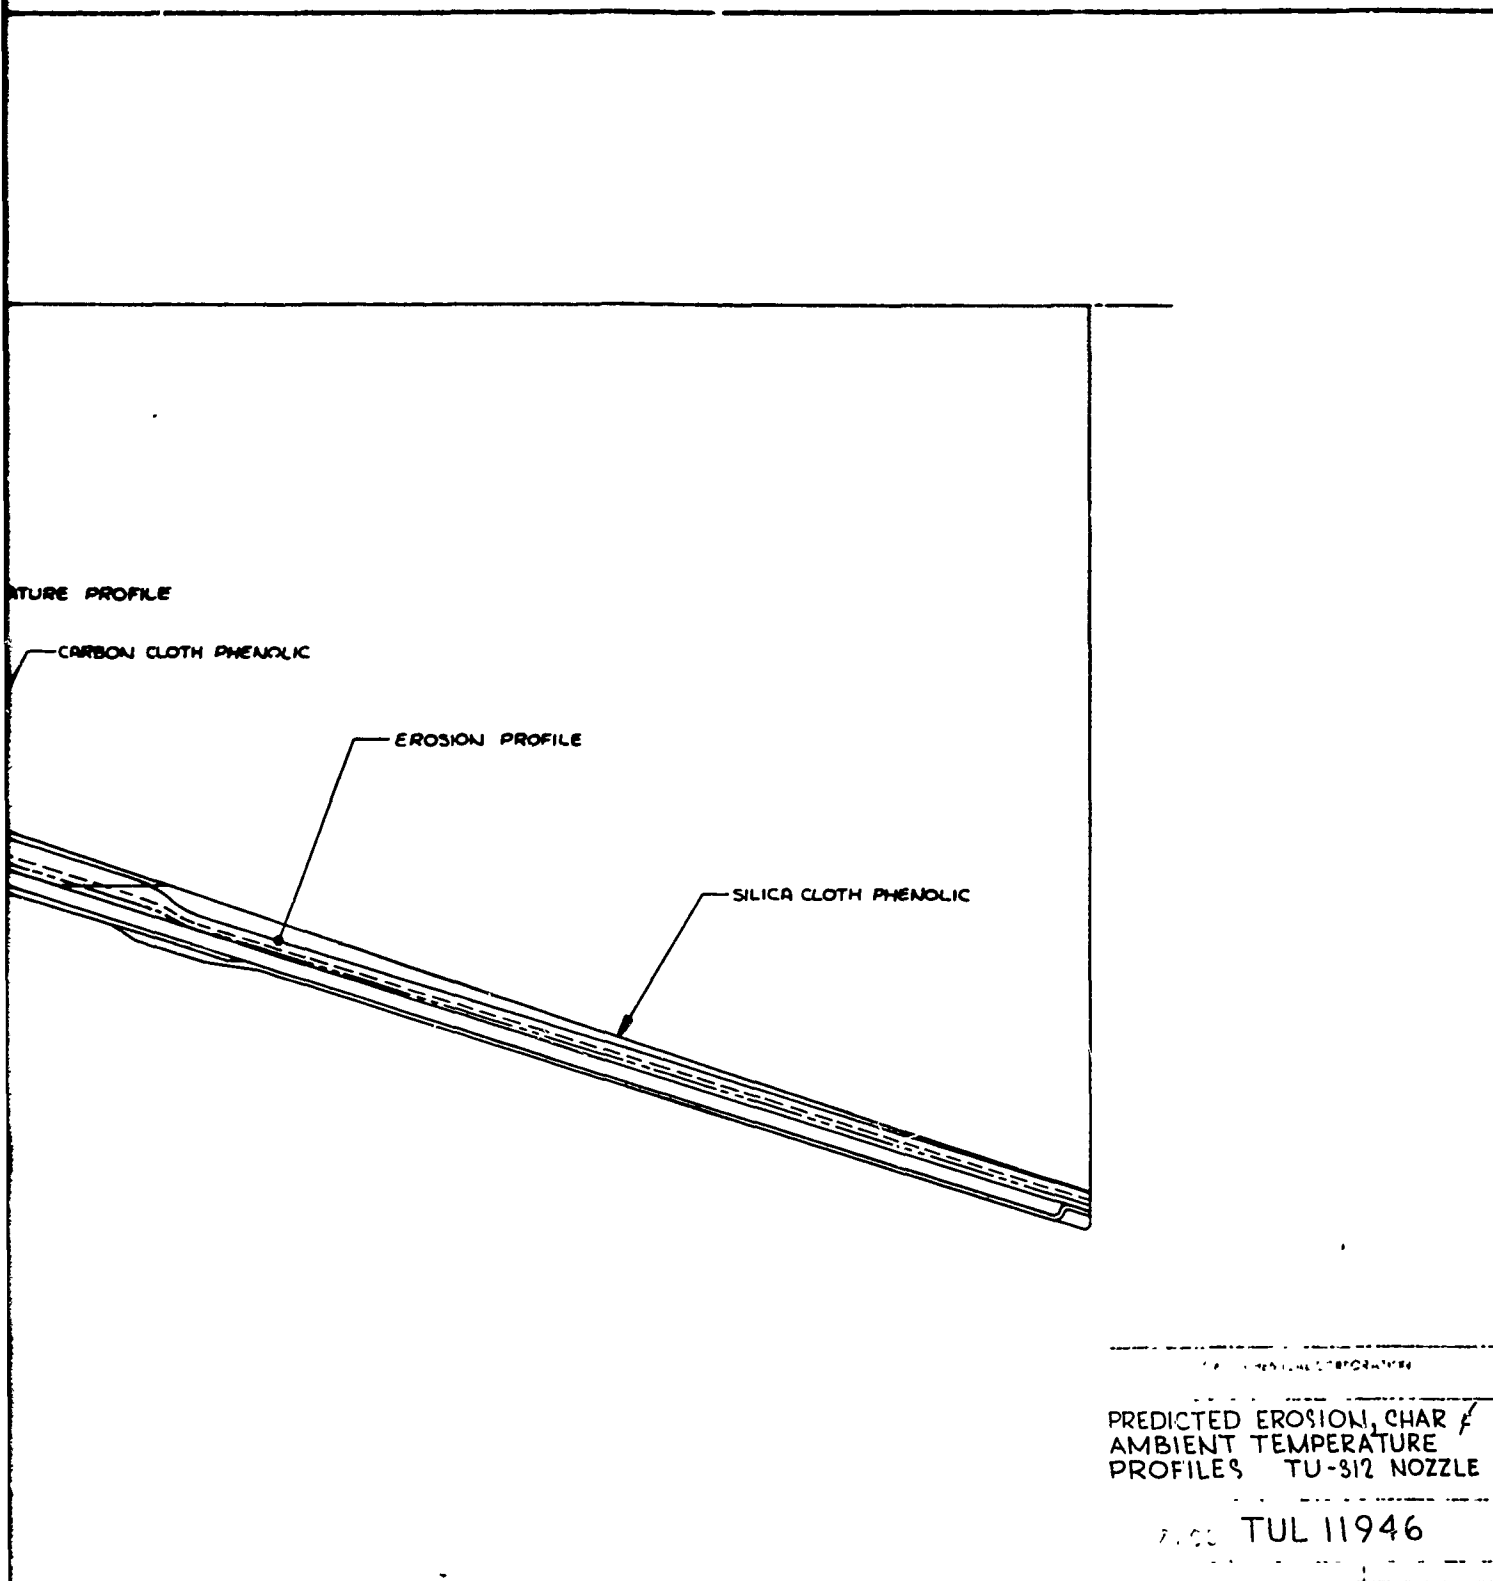 ATURE PROFILE
CARBON CLOTH PHENOLIC
EROSION PROFILE
SILICA CLOTH PHENOLIC
CORPORATION
PREDICTED EROSION, CHAR &
AMBIENT TEMPERATURE
PROFILES TU-312 NOZZLE
TUL 11946